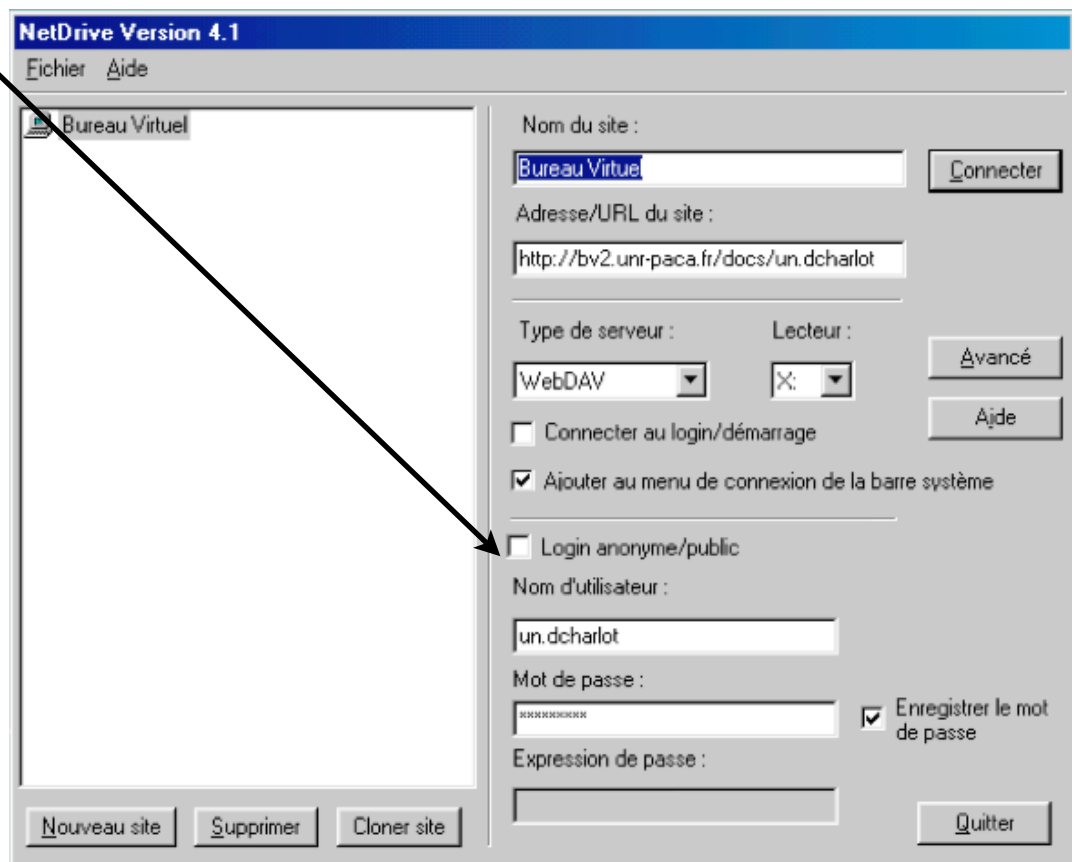 NetDrive Version 4.1
Fichier Aide
Bureau Virtuel
Nom du site :
Bureau Virtuel
Connecter
Adresse/URL du site :
http://bv2.unr-paca.fr/docs/un.dcharlot
Type de serveur :
Lecteur :
Avancé
WebDAV
X:
Aide
Connecter au login/démarrage
Ajouter au menu de connexion de la barre système
Login anonyme/public
Nom d'utilisateur :
un.dcharlot
Mot de passe :
*********
Enregistrer le mot
de passe
Expression de passe :
Nouveau site
Supprimer
Cloner site
Quitter